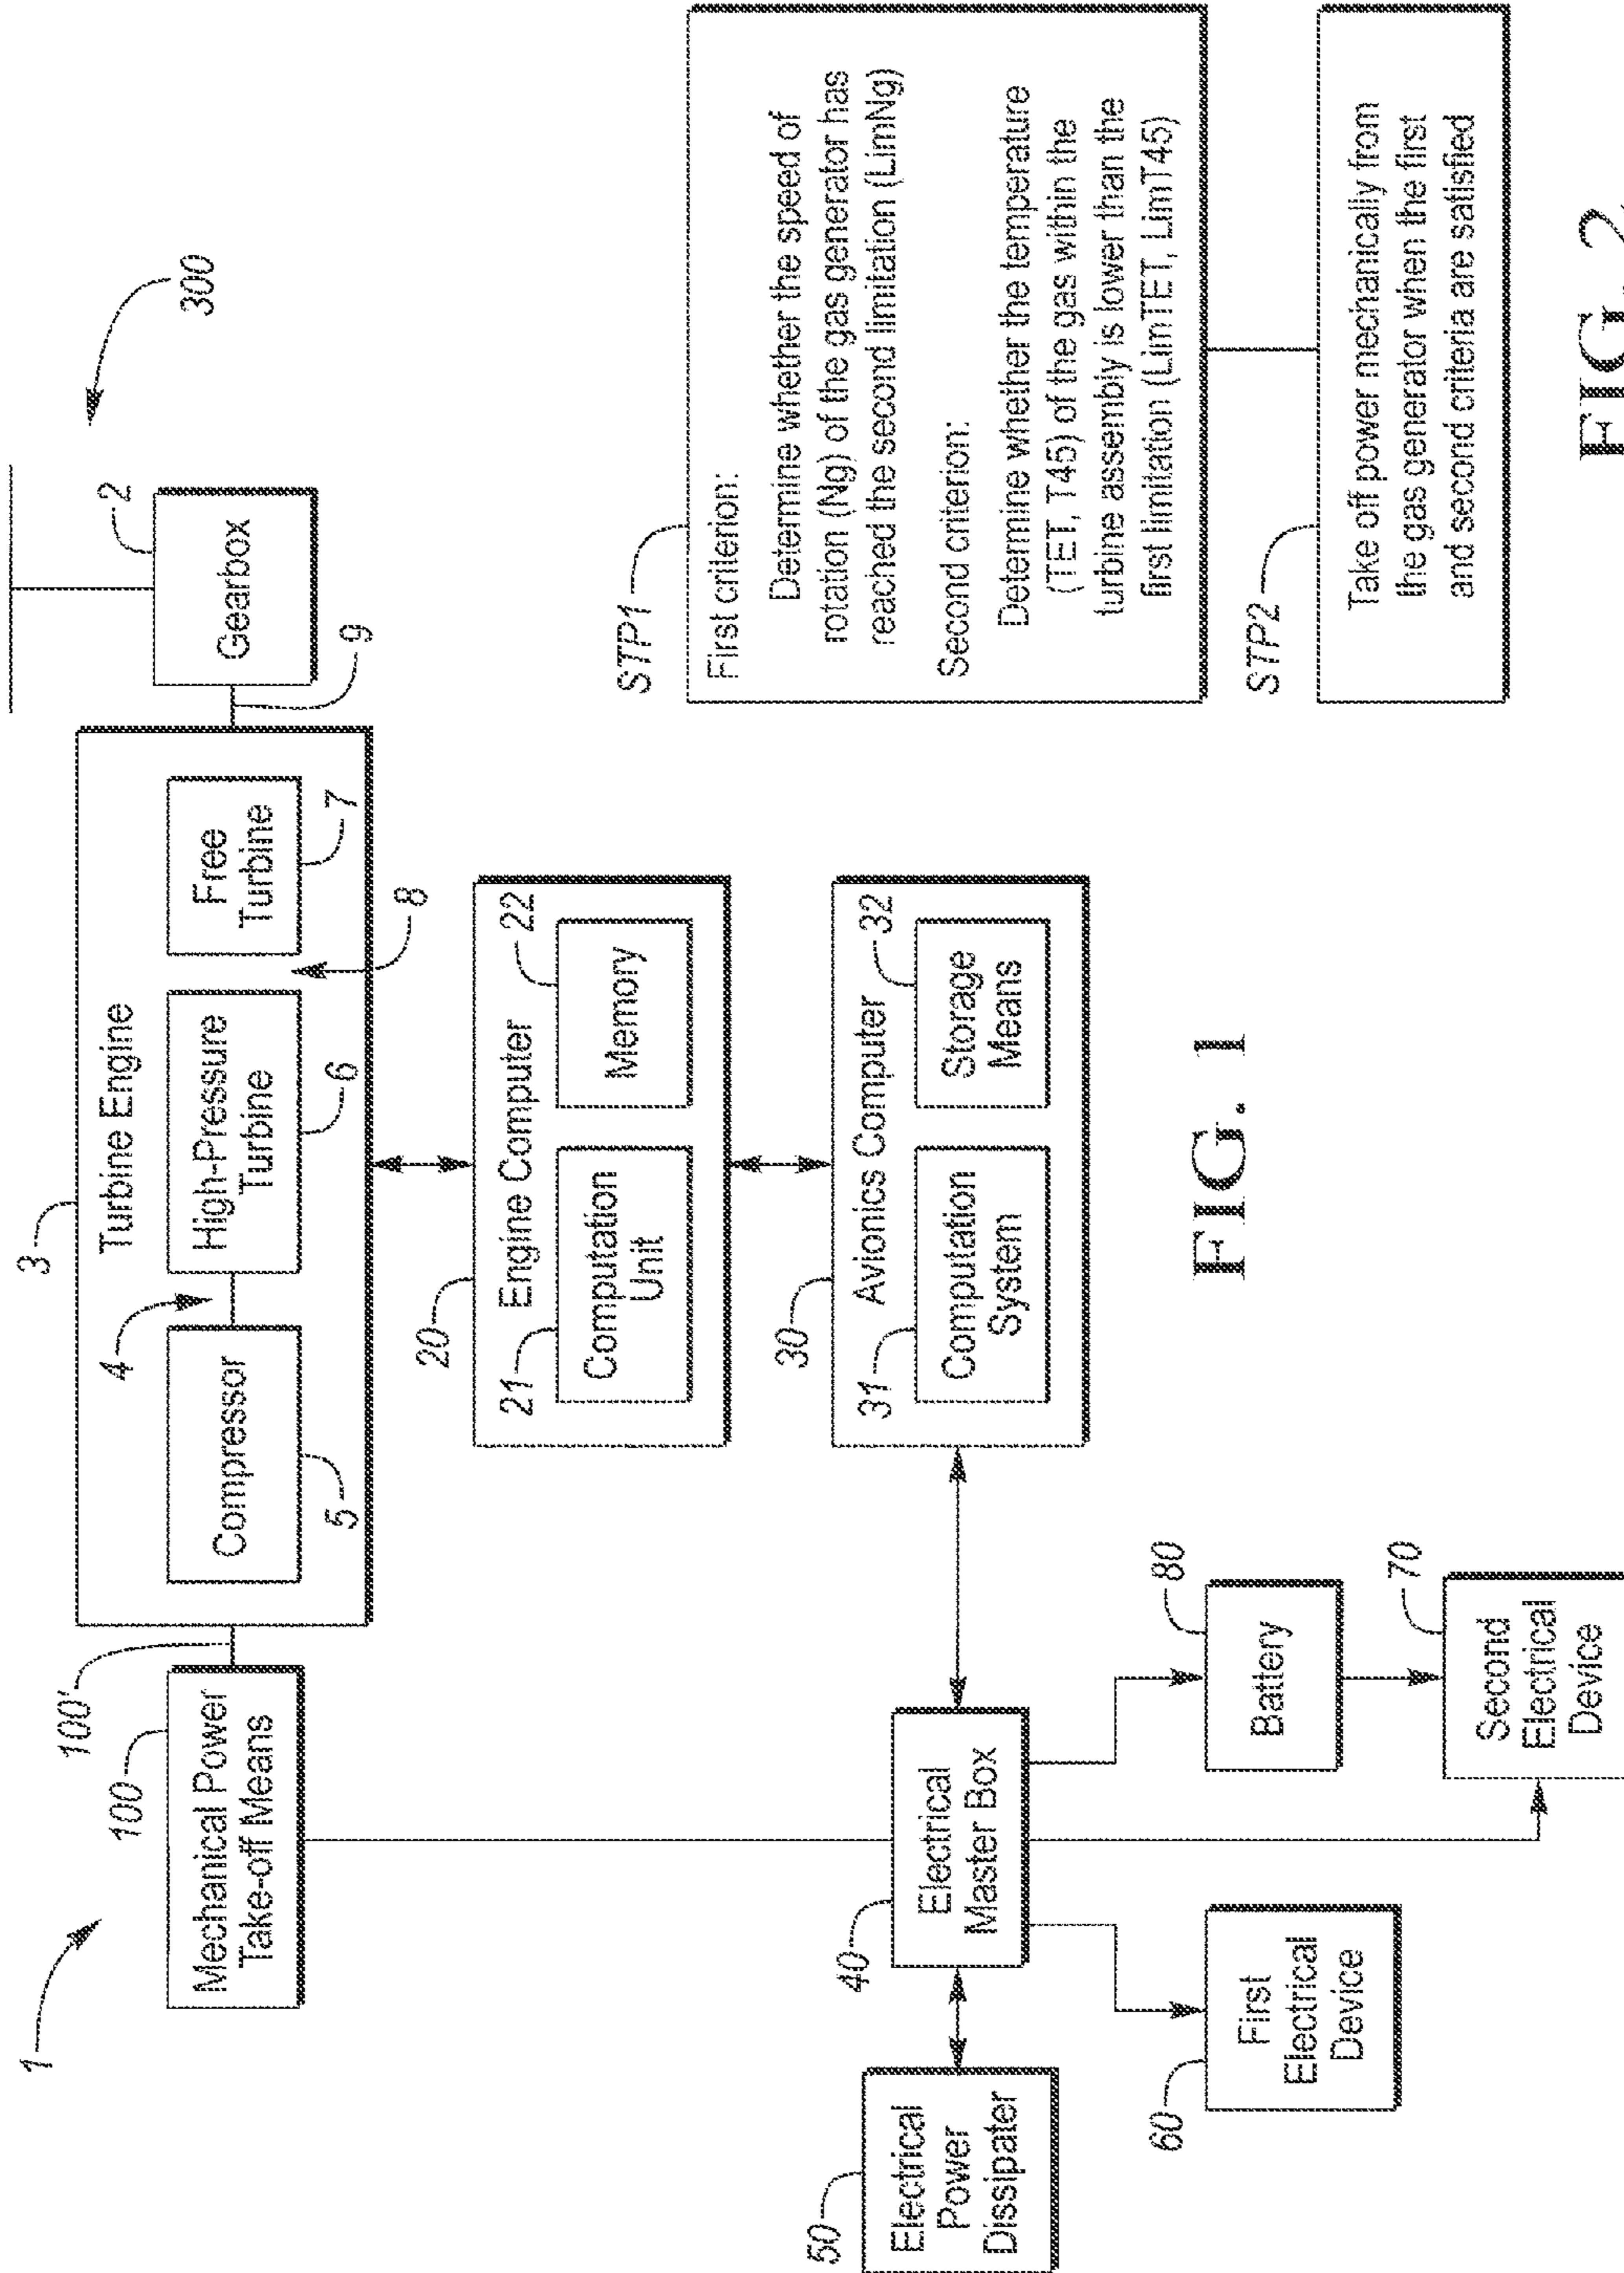 1
300
100
100'
Mechanical Power
Take-off Means
3
Turbine Engine
4
Compressor
5
High-Pressure
Turbine
6
Free
Turbine
7
8
9
2
Gearbox
20
Engine Computer
21
Computation
Unit
22
Memory
30
Avionics Computer
31
Computation
System
32
Storage
Means
40
Electrical
Master Box
50
Electrical
Power
Dissipater
60
First
Electrical
Device
80
Battery
70
Second
Electrical
Device
FIG. 1
STP1
First criterion:
Determine whether the speed of
rotation (Ng) of the gas generator has
reached the second limitation (LimNg)
Second criterion:
Determine whether the temperature
(TET, T45) of the gas within the
turbine assembly is lower than the
first limitation (LimTET, LimT45)
STP2
Take off power mechanically from
the gas generator when the first
and second criteria are satisfied
FIG. 2